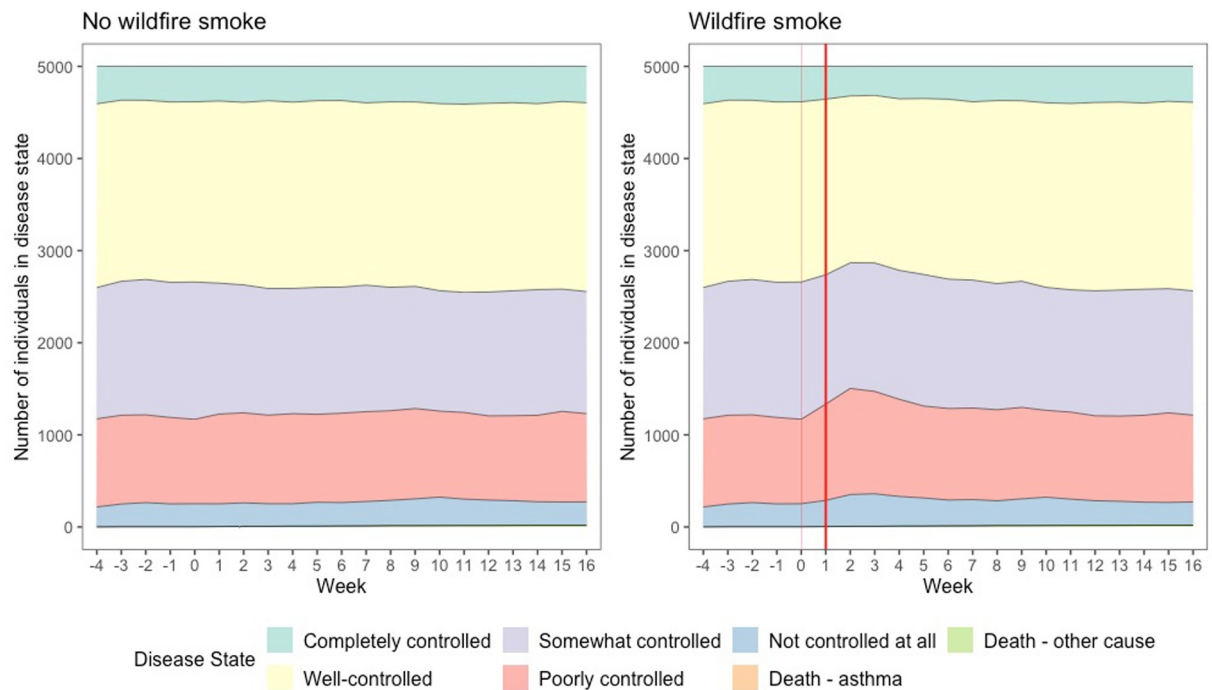 No wildfire smoke
Wildfire smoke
Number of individuals in disease state
5000
4000
3000
2000
1000
0
-4 -3 -2 -1 0 1 2 3 4 5 6 7 8 9 10 11 12 13 14 15 16
Week
Number of individuals in disease state
5000
4000
3000
2000
1000
0
-4 -3 -2 -1 0 1 2 3 4 5 6 7 8 9 10 11 12 13 14 15 16
Week
Disease State
Completely controlled Somewhat controlled Not controlled at all Death - other cause
Well-controlled Poorly controlled Death - asthma